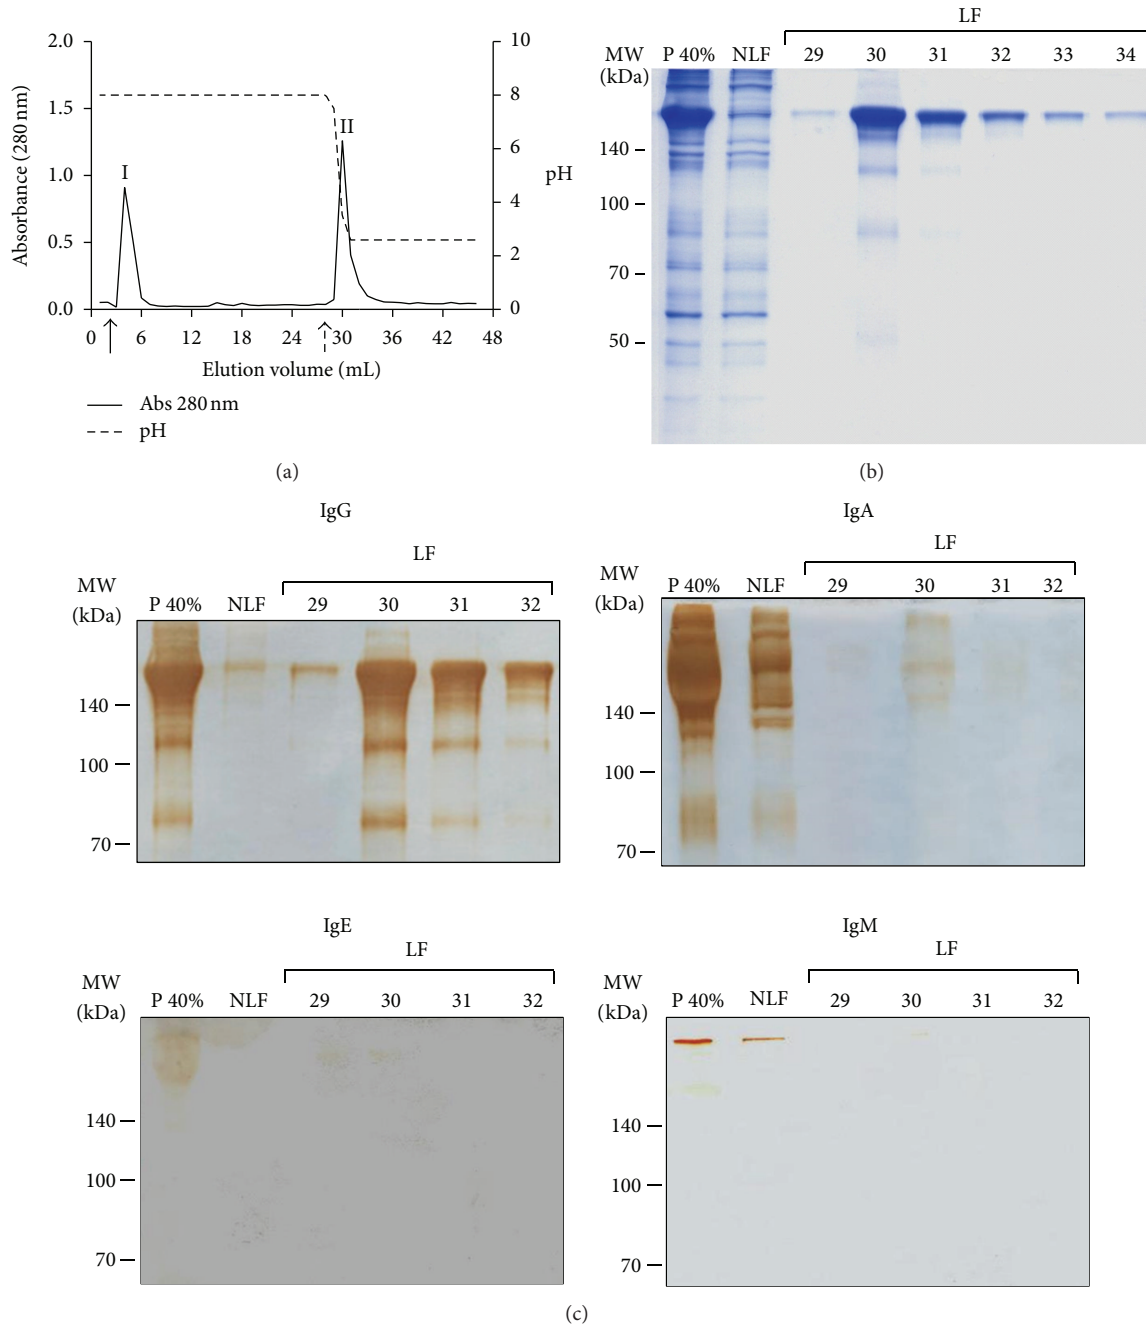 2.0
1.5
1.0
0.5
0.0
Absorbance (280 nm)
10
8
6
4
2
0
pH
I
II
0 6 12 18 24 30 36 42 48
Elution volume (mL)
Abs 280 nm
pH
(a)
LF
MW (kDa)
P 40% NLF 29 30 31 32 33 34
140
100
70
50
(b)
IgG
LF
MW (kDa)
P 40% NLF 29 30 31 32
140
100
70
IgA
LF
MW (kDa)
P 40% NLF 29 30 31 32
140
100
70
IgE
LF
MW (kDa)
P 40% NLF 29 30 31 32
140
100
70
IgM
LF
MW (kDa)
P 40% NLF 29 30 31 32
140
100
70
(c)